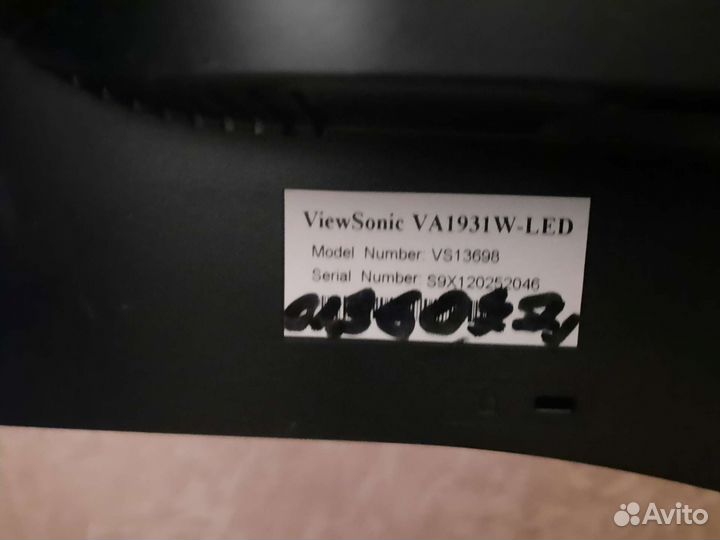 ViewSonic VA1931W-LED
Model Number: VS13698
Serial Number: S9X120252046
Avito